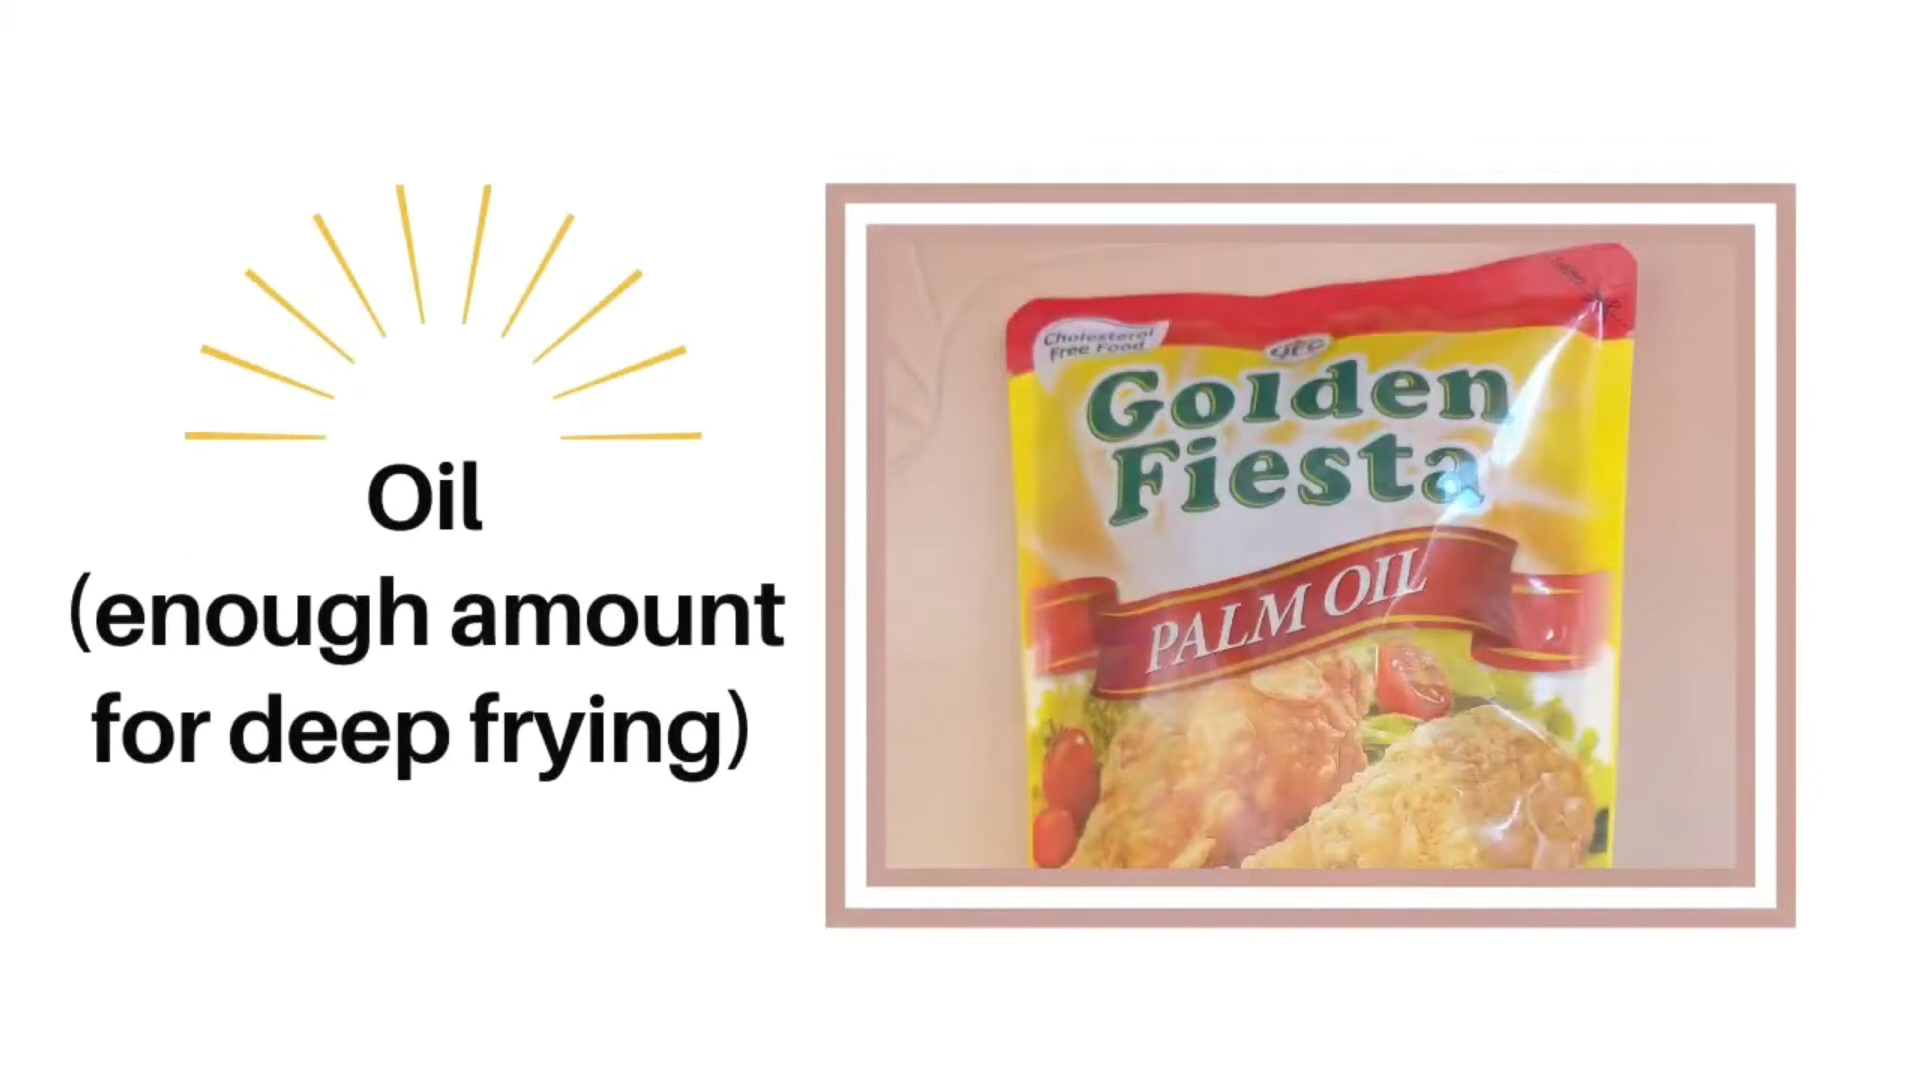 Oil
(enough amount
for deep frying)
Cholesterol
Free Food
Golden
Fiesta
PALM OIL